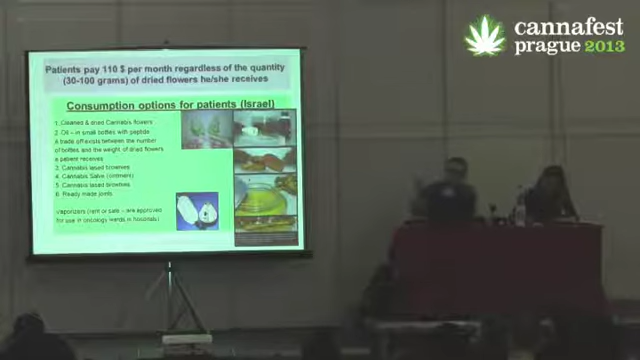 cannafest
prague 2013
Patients pay 110 $ per month regardless of the quantity
(30-100 grams) of dried flowers he/she receives
Consumption options for patients (Israel)
1. Cleaned & dried Cannabis flowers
2. Oil – in small bottles with
A trade off exists between the number
of bottles and the weight of dried flowers
a patient receives
3. Cannabis based brownies
4. Cannabis Salve (ointment)
5. Cannabis based
6. Ready made joints
Vaporizers (rent or sale – are approved
for use in oncology wards in hospitals)